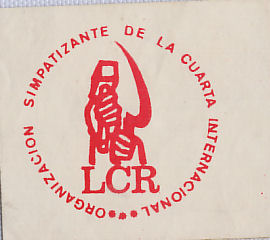 ORGANIZACION SIMPATIZANTE DE LA CUARTA INTERNACIONAL
LCR